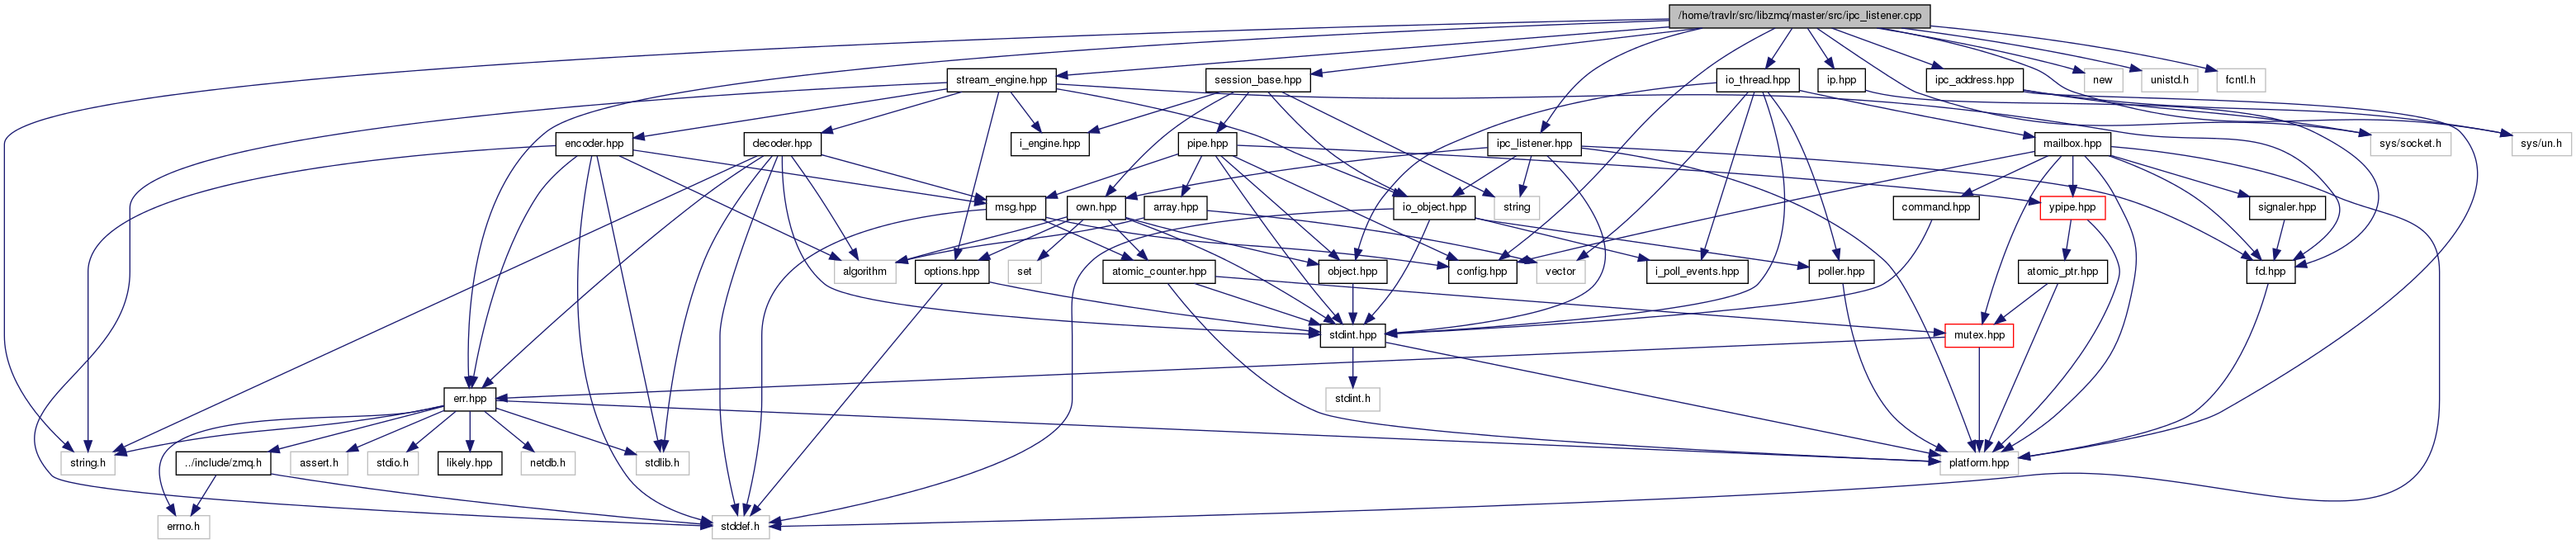 /home/travlr/src/libzmq/master/src/ipc_listener.cpp
stream_engine.hpp
session_base.hpp
io_thread.hpp
ip.hpp
ipc_address.hpp
new
unistd.h
fcntl.h
encoder.hpp
decoder.hpp
i_engine.hpp
pipe.hpp
ipc_listener.hpp
mailbox.hpp
sys/socket.h
sys/un.h
msg.hpp
own.hpp
array.hpp
io_object.hpp
string
command.hpp
ypipe.hpp
signaler.hpp
algorithm
options.hpp
set
atomic_counter.hpp
object.hpp
config.hpp
vector
i_poll_events.hpp
poller.hpp
atomic_ptr.hpp
fd.hpp
stdint.hpp
mutex.hpp
err.hpp
stdint.h
string.h
../include/zmq.h
assert.h
stdio.h
likely.hpp
netdb.h
stdlib.h
platform.hpp
errno.h
stddef.h